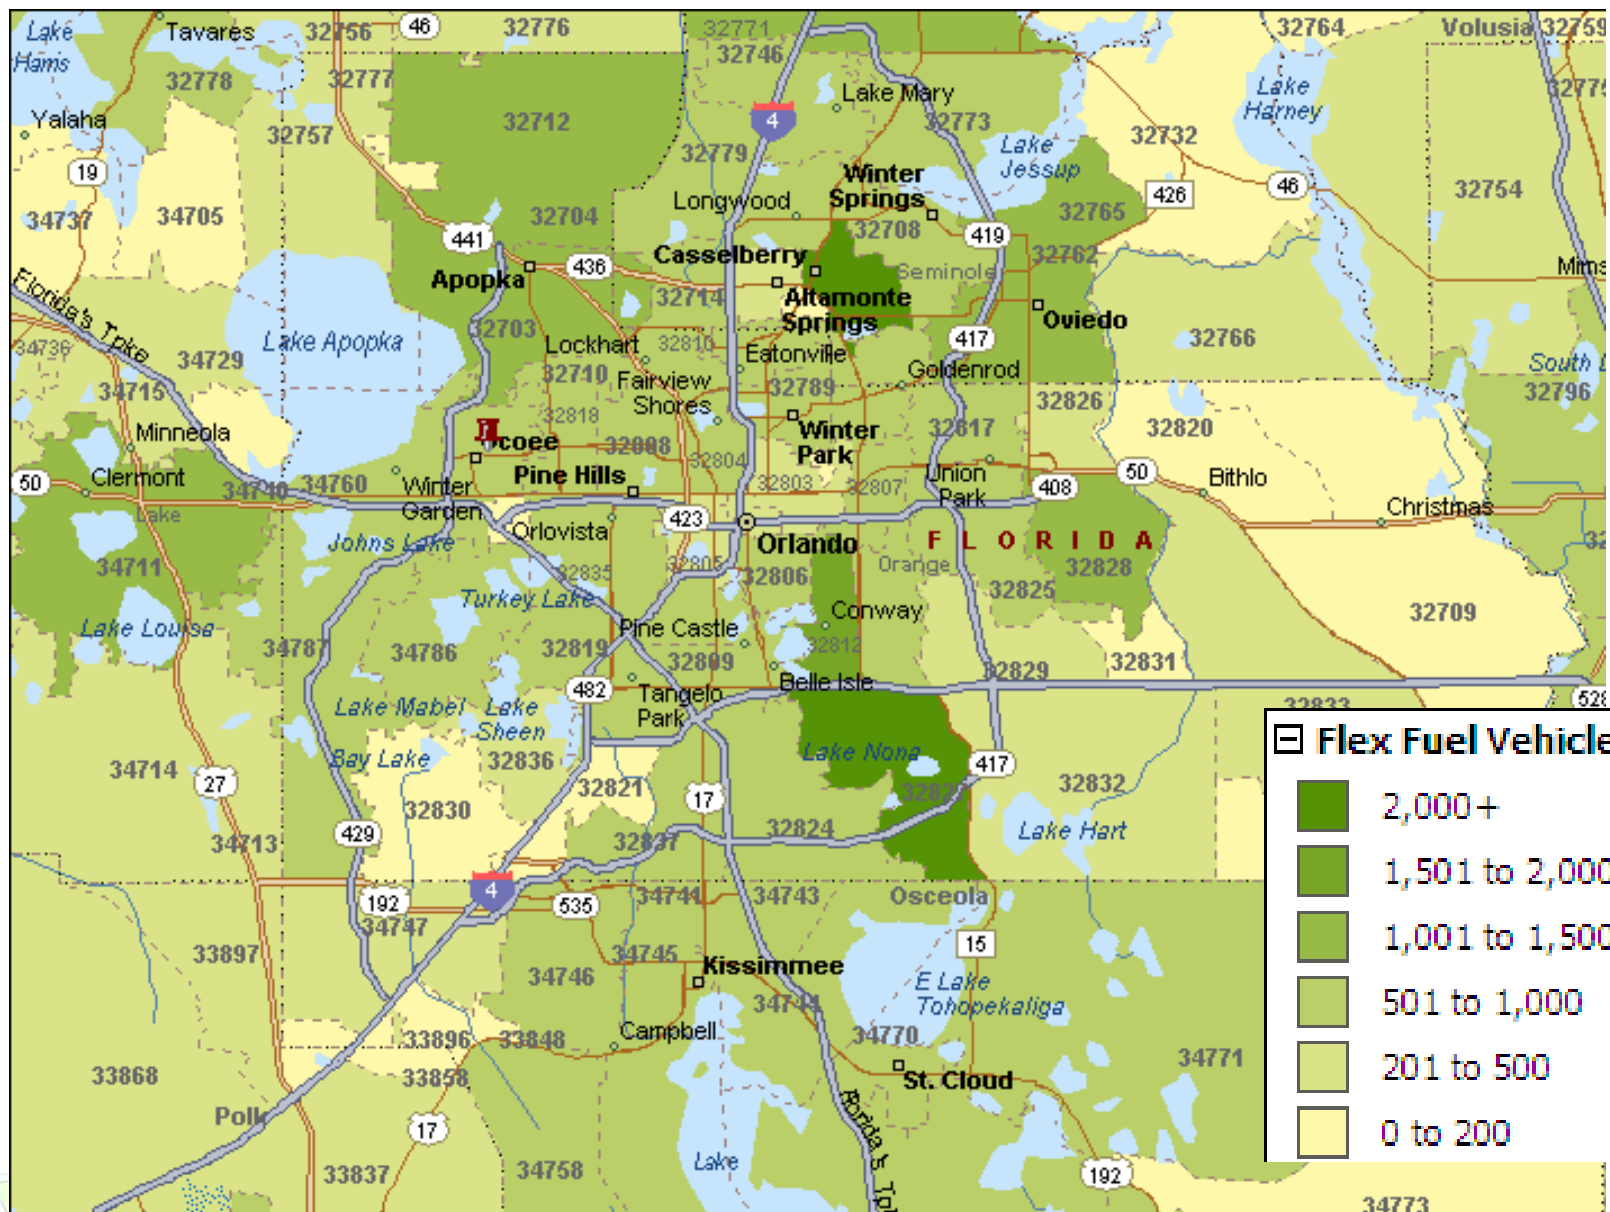 Lake
Hams
Tavares
32756
46
32776
32771
32746
32764
Volusia
32759
32778
32777
Yalaha
32757
32712
4
Lake Mary
32773
Lake
Harney
32732
19
32779
Lake
Jessup
Winter
Springs
426
46
32754
34737
34705
32704
Longwood
32708
32765
441
419
Casselberry
32762
Apopka
436
Seminole
Florida's Tpke
32714
Altamonte
Springs
Oviedo
Lake Apopka
32703
417
32766
34736
34729
Lockhart
32810
Eatonville
34715
32710
Fairview
Shores
32789
Goldenrod
32796
32818
32826
Minneola
Winter
Park
32817
32820
32808
Pine Hills
32804
Clermont
50
34760
Winter
Garden
32803
32807
Union
Park
408
50
Bithlo
Lake
423
Orlovista
Christmas
Johns Lake
Orlando
FLORIDA
34711
32835
32805
32806
Orange
32828
32825
Turkey Lake
Conway
32709
Lake Louisa
Pine Castle
34787
34786
32819
32812
32809
32829
32831
482
Belle Isle
Tangelo
Park
528
32833
Lake Mabel
Lake
Sheen
Bay Lake
32836
Lake Nona
34714
27
32821
417
32832
17
32830
429
34713
32837
32824
Lake Hart
4
192
535
34741
34743
Osceola
34747
15
33897
34746
34745
Kissimmee
E Lake
Tohopekaliga
34744
33896
33848
Campbell
34770
34771
33868
33858
St. Cloud
Polk
17
33837
34758
Lake
192
34773
Flex Fuel Vehicle
2,000+
1,501 to 2,000
1,001 to 1,500
501 to 1,000
201 to 500
0 to 200